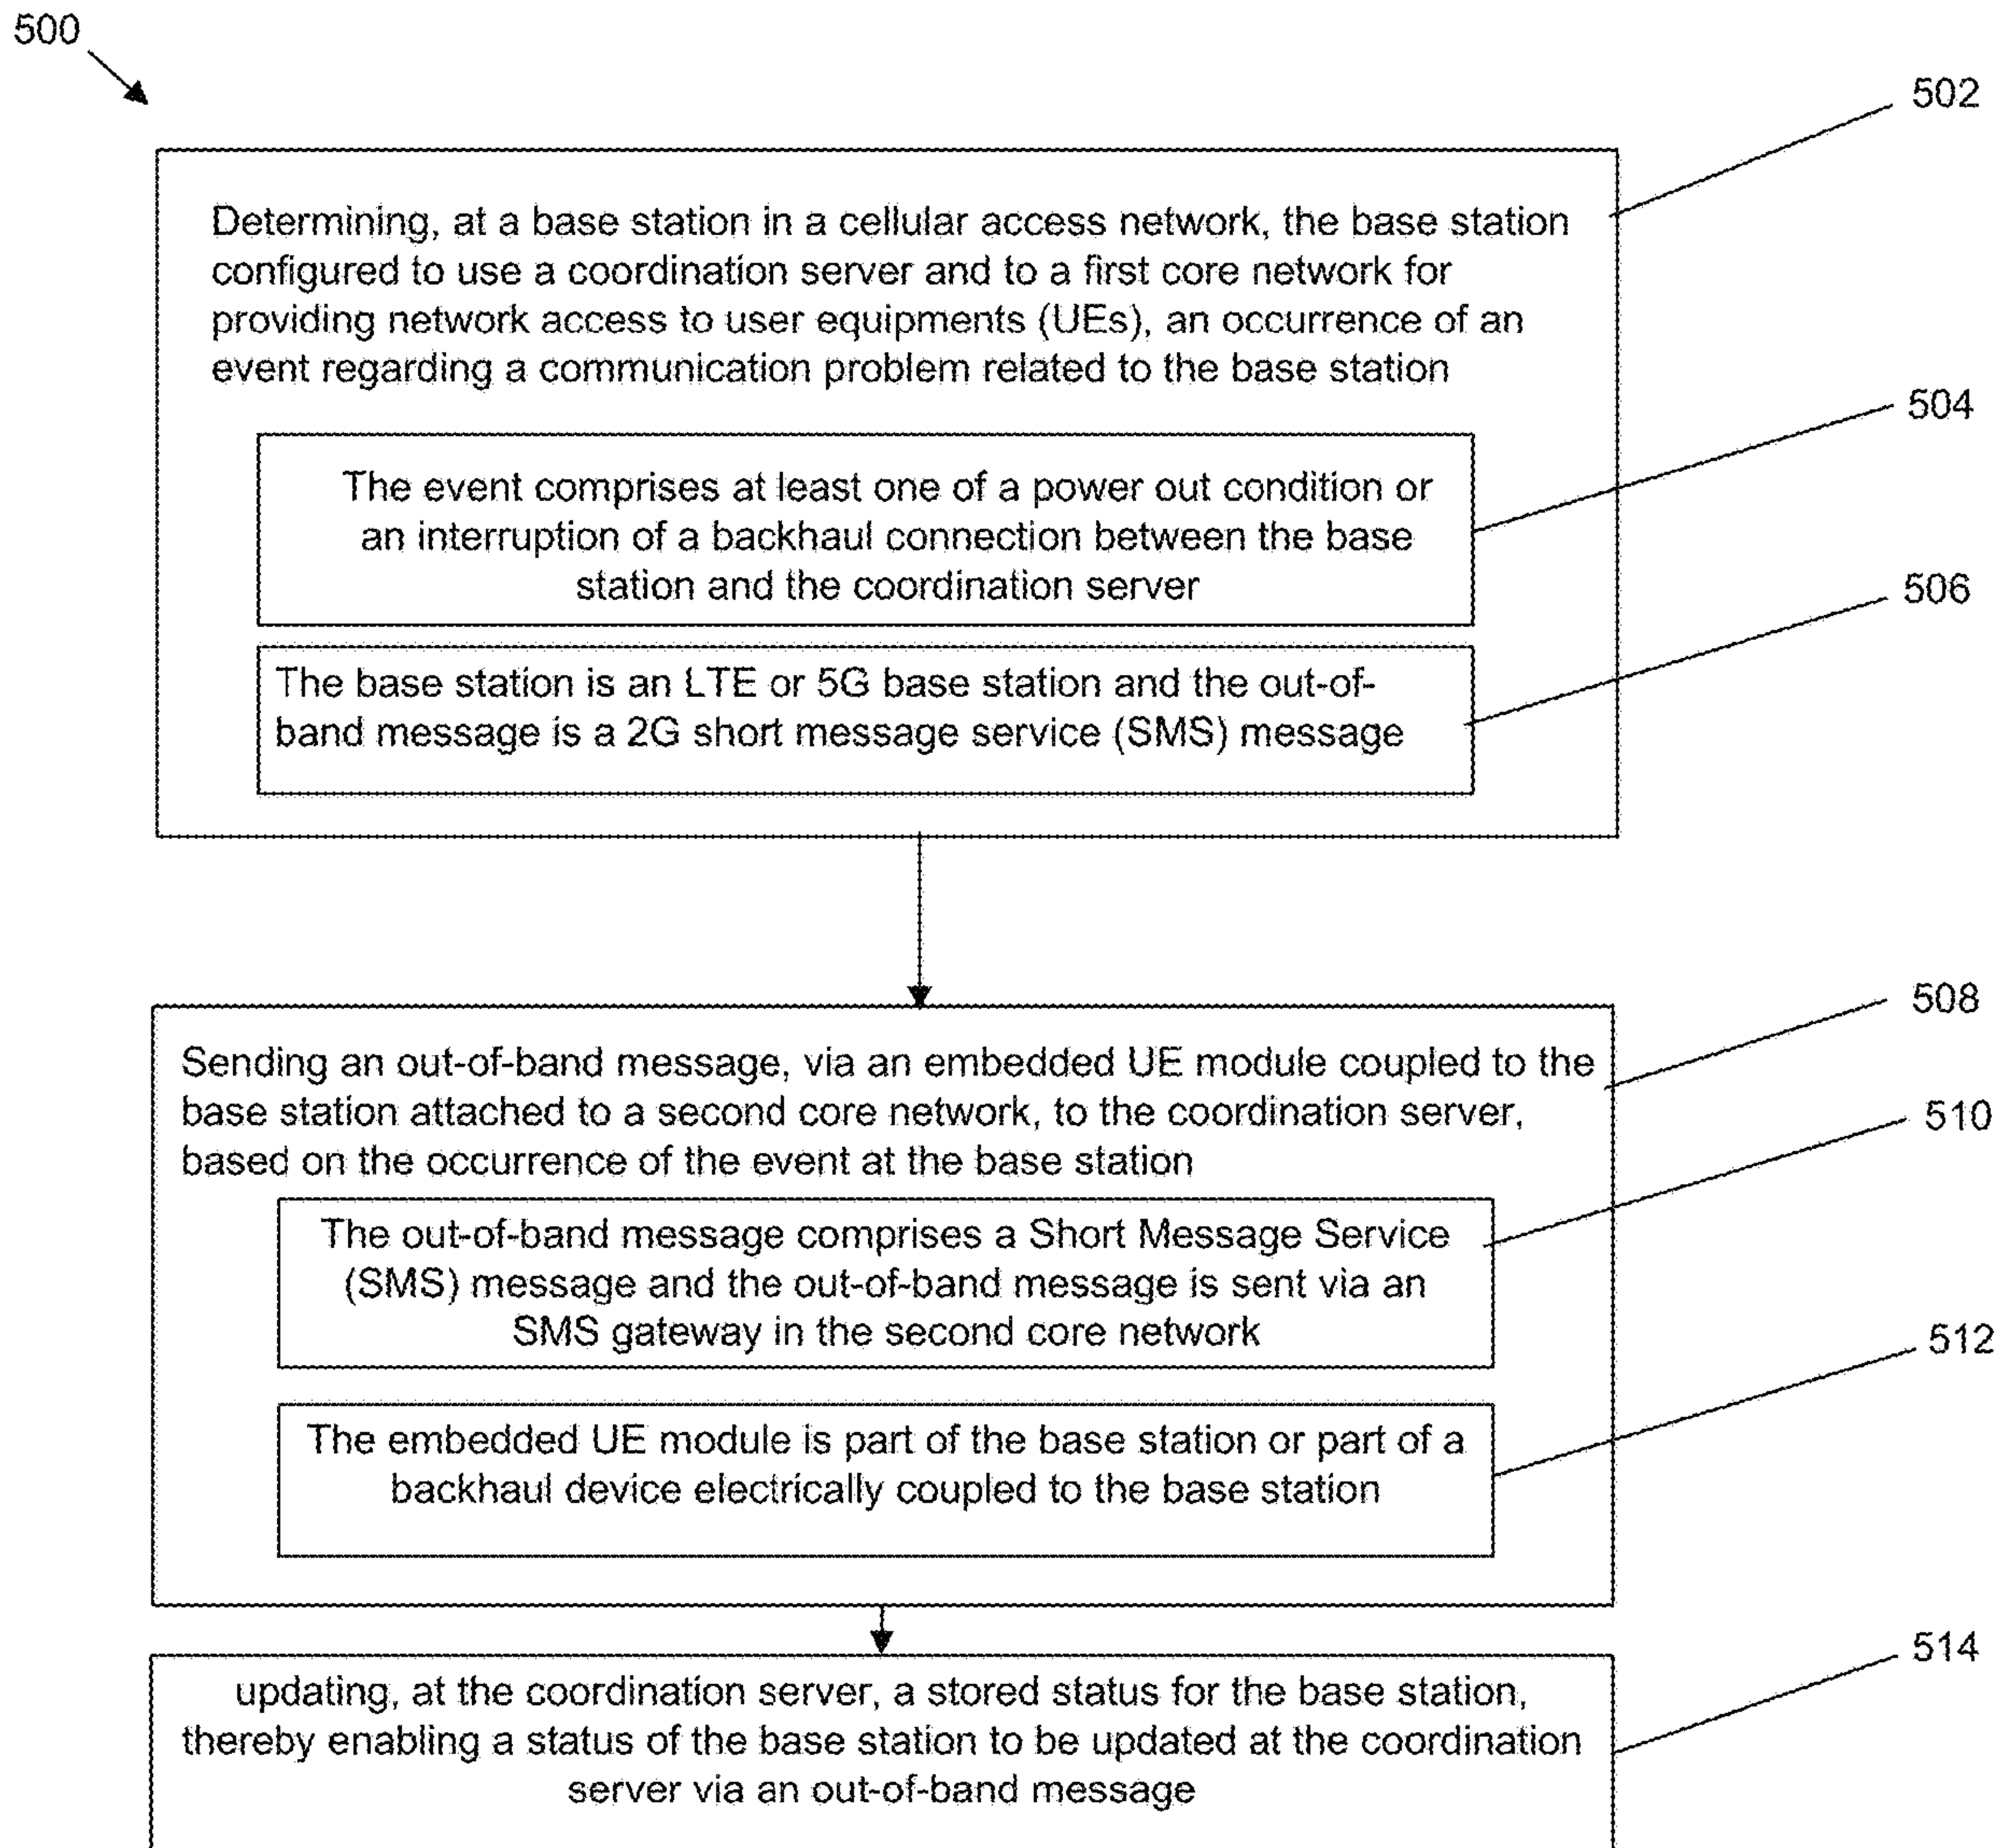 500
502
Determining, at a base station in a cellular access network, the base station
configured to use a coordination server and to a first core network for
providing network access to user equipments (UEs), an occurrence of an
event regarding a communication problem related to the base station
504
The event comprises at least one of a power out condition or
an interruption of a backhaul connection between the base
station and the coordination server
506
The base station is an LTE or 5G base station and the out-of-
band message is a 2G short message service (SMS) message
508
Sending an out-of-band message, via an embedded UE module coupled to the
base station attached to a second core network, to the coordination server,
based on the occurrence of the event at the base station
510
The out-of-band message comprises a Short Message Service
(SMS) message and the out-of-band message is sent via an
SMS gateway in the second core network
512
The embedded UE module is part of the base station or part of a
backhaul device electrically coupled to the base station
514
updating, at the coordination server, a stored status for the base station,
thereby enabling a status of the base station to be updated at the coordination
server via an out-of-band message